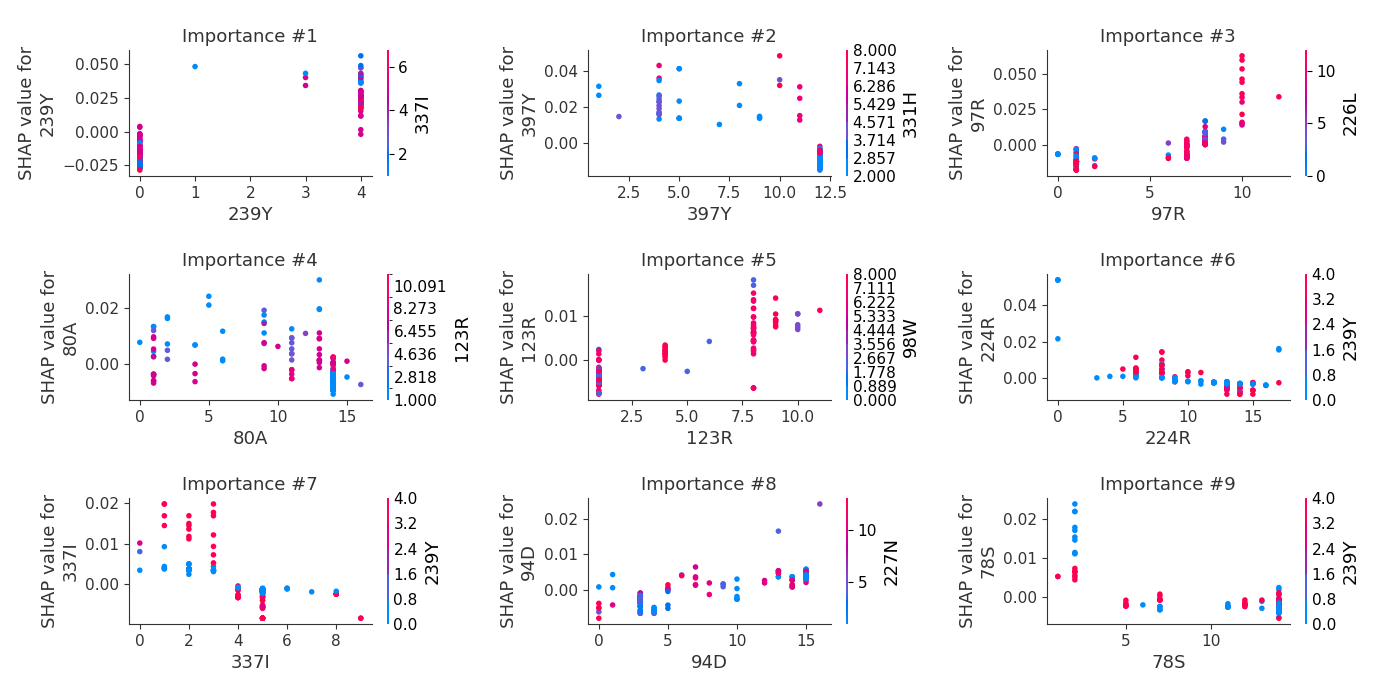 Importance #1
SHAP value for
239Y
0.050
0.025
0.000
−0.025
0 1 2 3 4
239Y
6
4
2
337I
Importance #2
SHAP value for
397Y
0.04
0.02
0.00
2.5 5.0 7.5 10.0 12.5
397Y
8.000
7.143
6.286
5.429
4.571
3.714
2.857
2.000
331H
Importance #3
SHAP value for
97R
0.050
0.025
0.000
0 5 10
97R
10
5
0
226L
Importance #4
SHAP value for
80A
0.02
0.00
0 5 10 15
80A
10.091
8.273
6.455
4.636
2.818
1.000
123R
Importance #5
SHAP value for
123R
0.01
0.00
2.5 5.0 7.5 10.0
123R
8.000
7.111
6.222
5.333
4.444
3.556
2.667
1.778
0.889
0.000
98W
Importance #6
SHAP value for
224R
0.04
0.02
0.00
0 5 10 15
224R
4.0
3.2
2.4
1.6
0.8
0.0
239Y
Importance #7
SHAP value for
337I
0.02
0.01
0.00
0 2 4 6 8
337I
4.0
3.2
2.4
1.6
0.8
0.0
239Y
Importance #8
SHAP value for
94D
0.02
0.01
0.00
0 5 10 15
94D
10
5
227N
Importance #9
SHAP value for
78S
0.02
0.01
0.00
5 10
78S
4.0
3.2
2.4
1.6
0.8
0.0
239Y